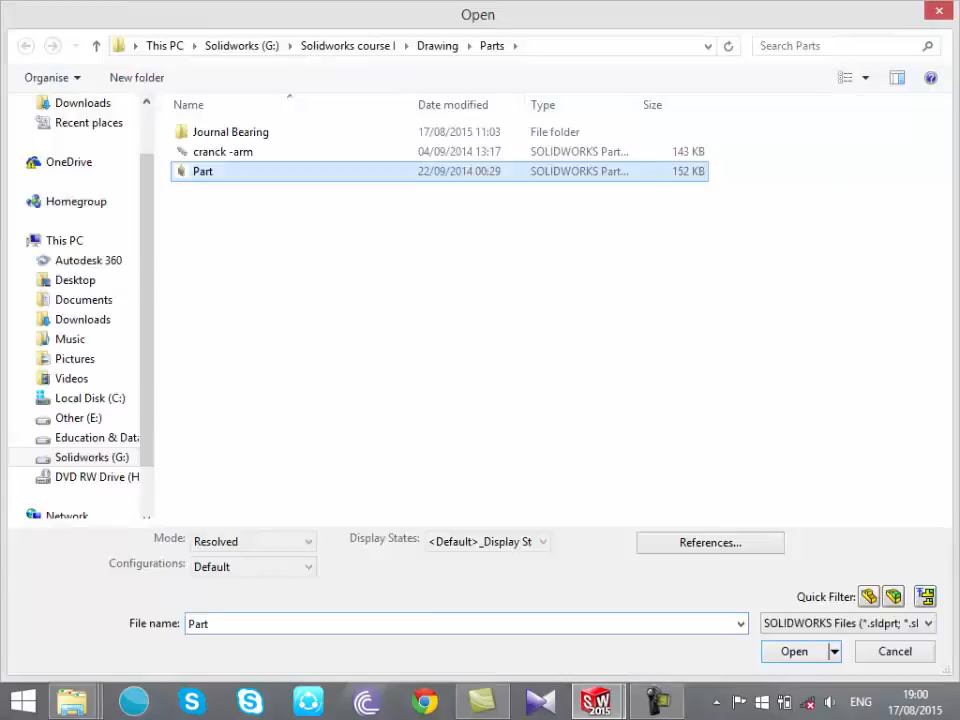 Open
This PC
Solidworks (G:)
Solidworks course I
Drawing
Parts
Search Parts
Organise
New folder
Name
Date modified
Type
Size
Downloads
Recent places
OneDrive
Homegroup
This PC
Autodesk 360
Desktop
Documents
Downloads
Music
Pictures
Videos
Local Disk (C:)
Other (E:)
Education & Data
Solidworks (G:)
DVD RW Drive (H
Network
Journal Bearing 17/08/2015 11:03 File folder
cranck -arm 04/09/2014 13:17 SOLIDWORKS Part... 143 KB
Part 22/09/2014 00:29 SOLIDWORKS Part... 152 KB
Mode: Resolved
Display States: <Default>_Display St
References...
Configurations: Default
Quick Filter:
File name: Part
SOLIDWORKS Files (*.sldprt; *.sl
Open
Cancel
SW
2015
ENG
19:00
17/08/2015